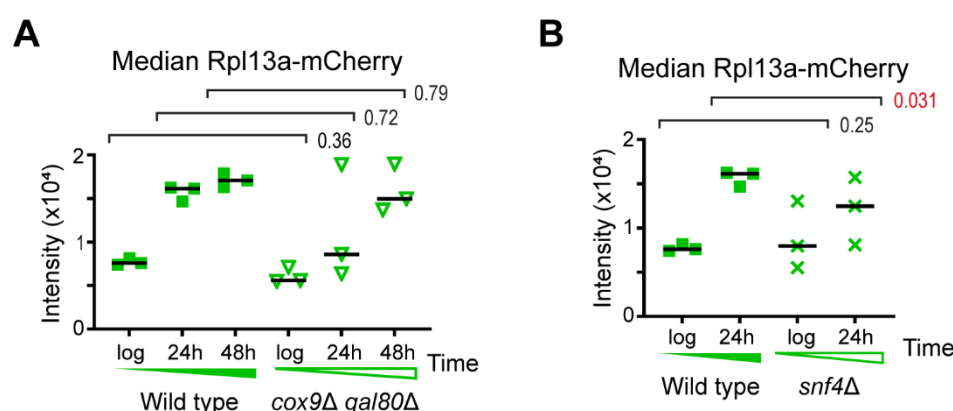 A
Median Rpl13a-mCherry
0.79
0.72
0.36
Intensity (x10⁴)
2
1
0
log 24h 48h log 24h 48h
Time
Wild type cox9Δ gal80Δ
B
Median Rpl13a-mCherry
0.031
0.25
Intensity (x10⁴)
2
1
0
log 24h log 24h
Time
Wild type snf4Δ